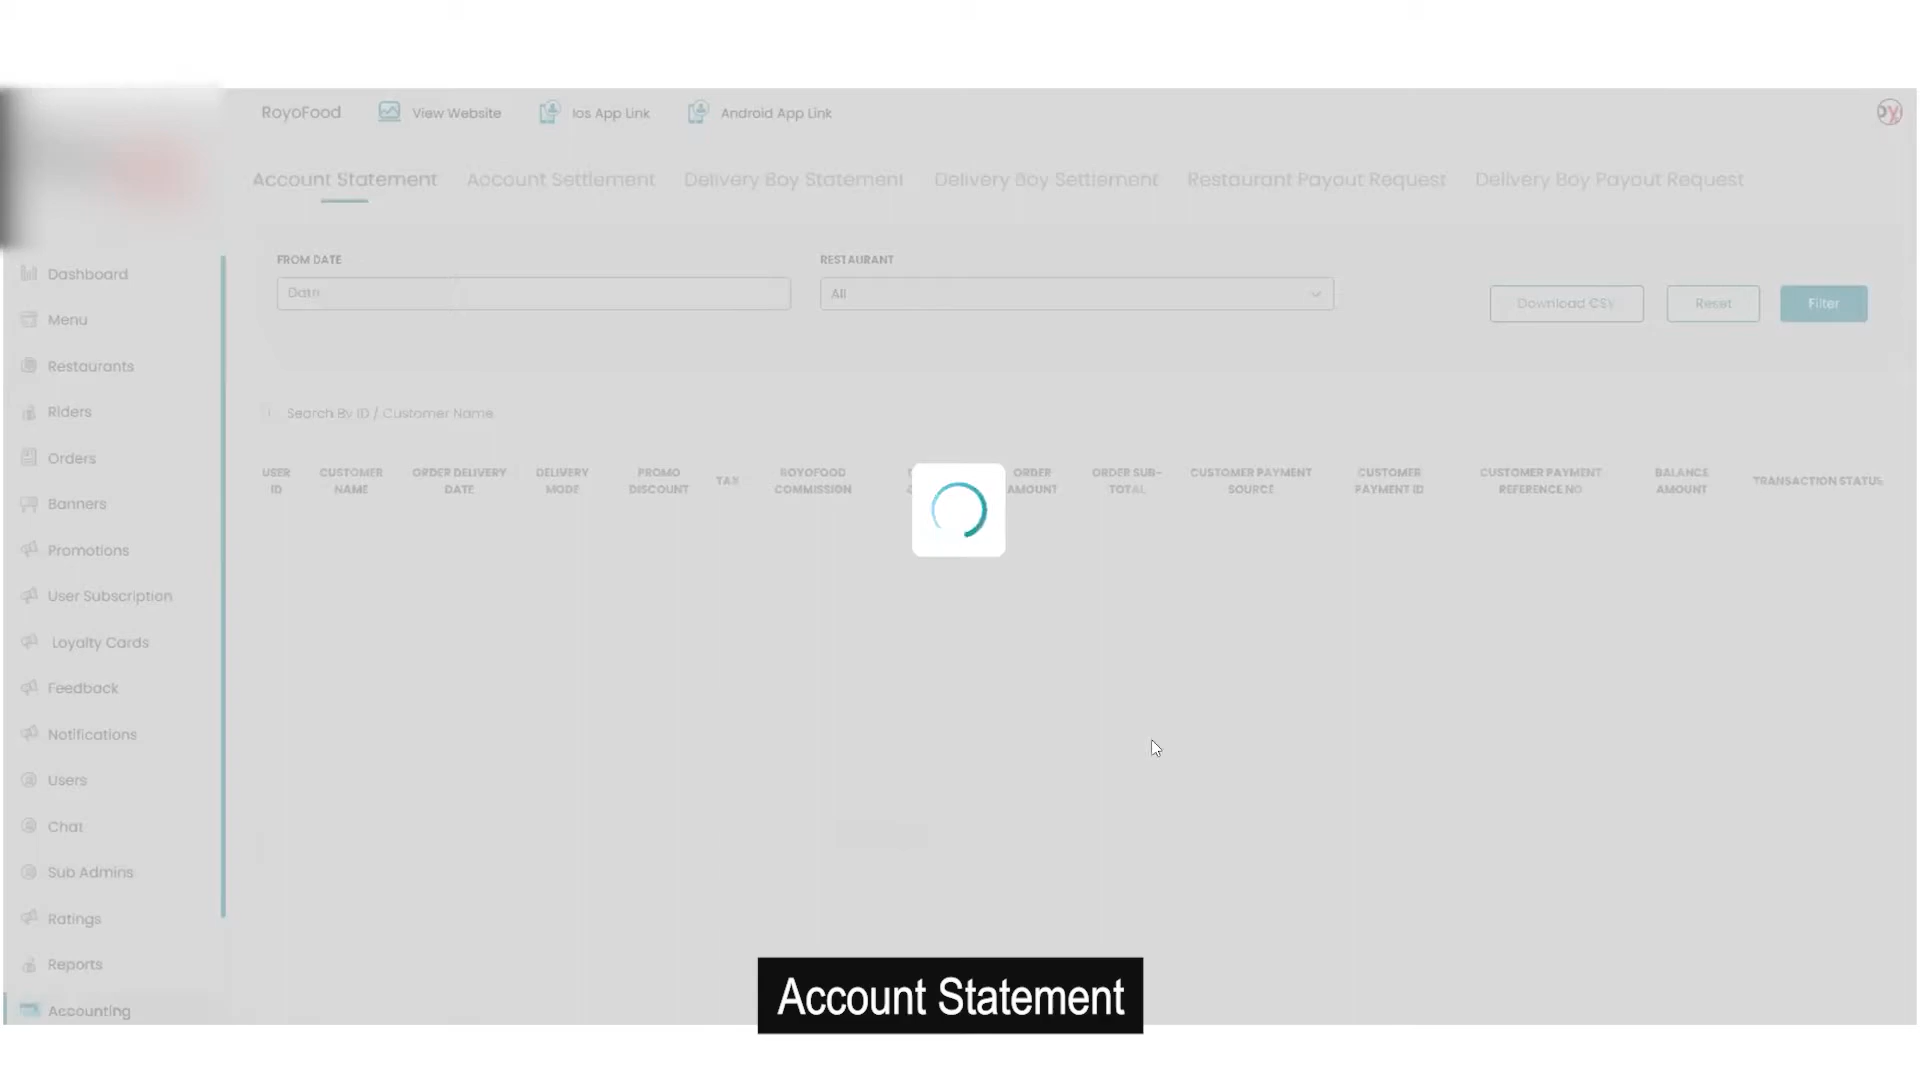 RoyoFood View Website Ios App Link Android App Link
Account Statement Account Settlement Delivery Boy Statement Delivery Boy Settlement Restaurant Payout Request Delivery Boy Payout Request
FROM DATE RESTAURANT
All
Download CSV Reset Filter
Search By ID / Customer Name
USER ID CUSTOMER NAME ORDER DELIVERY DATE DELIVERY MODE PROMO DISCOUNT TAX ROYOFOOD COMMISSION ORDER AMOUNT ORDER SUB-TOTAL CUSTOMER PAYMENT SOURCE CUSTOMER PAYMENT ID CUSTOMER PAYMENT REFERENCE NO BALANCE AMOUNT TRANSACTION STATUS
Dashboard
Menu
Restaurants
Riders
Orders
Banners
Promotions
User Subscription
Loyalty Cards
Feedback
Notifications
Users
Chat
Sub Admins
Ratings
Reports
Accounting
Account Statement